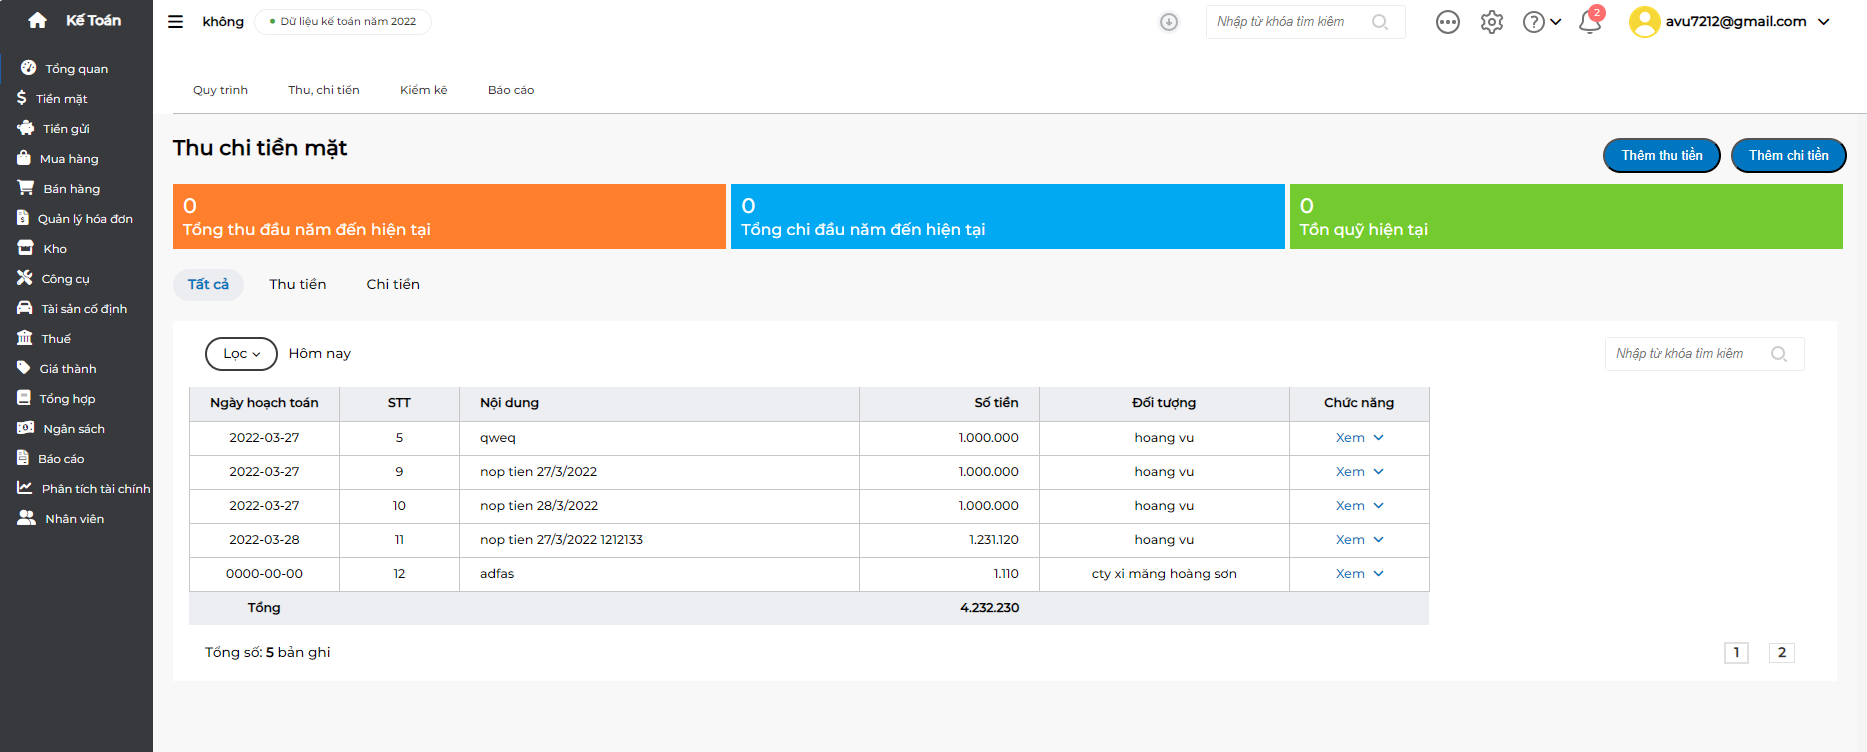 Kế Toán
không
Dữ liệu kế toán năm 2022
Nhập từ khóa tìm kiếm
2
avu7212@gmail.com
Tổng quan
Tiền mặt
Tiền gửi
Mua hàng
Bán hàng
Quản lý hóa đơn
Kho
Công cụ
Tài sản cố định
Thuế
Giá thành
Tổng hợp
Ngân sách
Báo cáo
Phân tích tài chính
Nhân viên
Quy trình Thu, chi tiền Kiểm kê Báo cáo
Thu chi tiền mặt
Thêm thu tiền Thêm chi tiền
0
Tổng thu đầu năm đến hiện tại
0
Tổng chi đầu năm đến hiện tại
0
Tồn quỹ hiện tại
Tất cả Thu tiền Chi tiền
Lọc Hôm nay Nhập từ khóa tìm kiếm
Ngày hoạch toán STT Nội dung Số tiền Đối tượng Chức năng
2022-03-27 5 qweq 1.000.000 hoang vu Xem
2022-03-27 9 nop tien 27/3/2022 1.000.000 hoang vu Xem
2022-03-27 10 nop tien 28/3/2022 1.000.000 hoang vu Xem
2022-03-28 11 nop tien 27/3/2022 1212133 1.231.120 hoang vu Xem
0000-00-00 12 adfas 1.110 cty xi măng hoàng sơn Xem
Tổng 4.232.230
Tổng số: 5 bản ghi 1 2